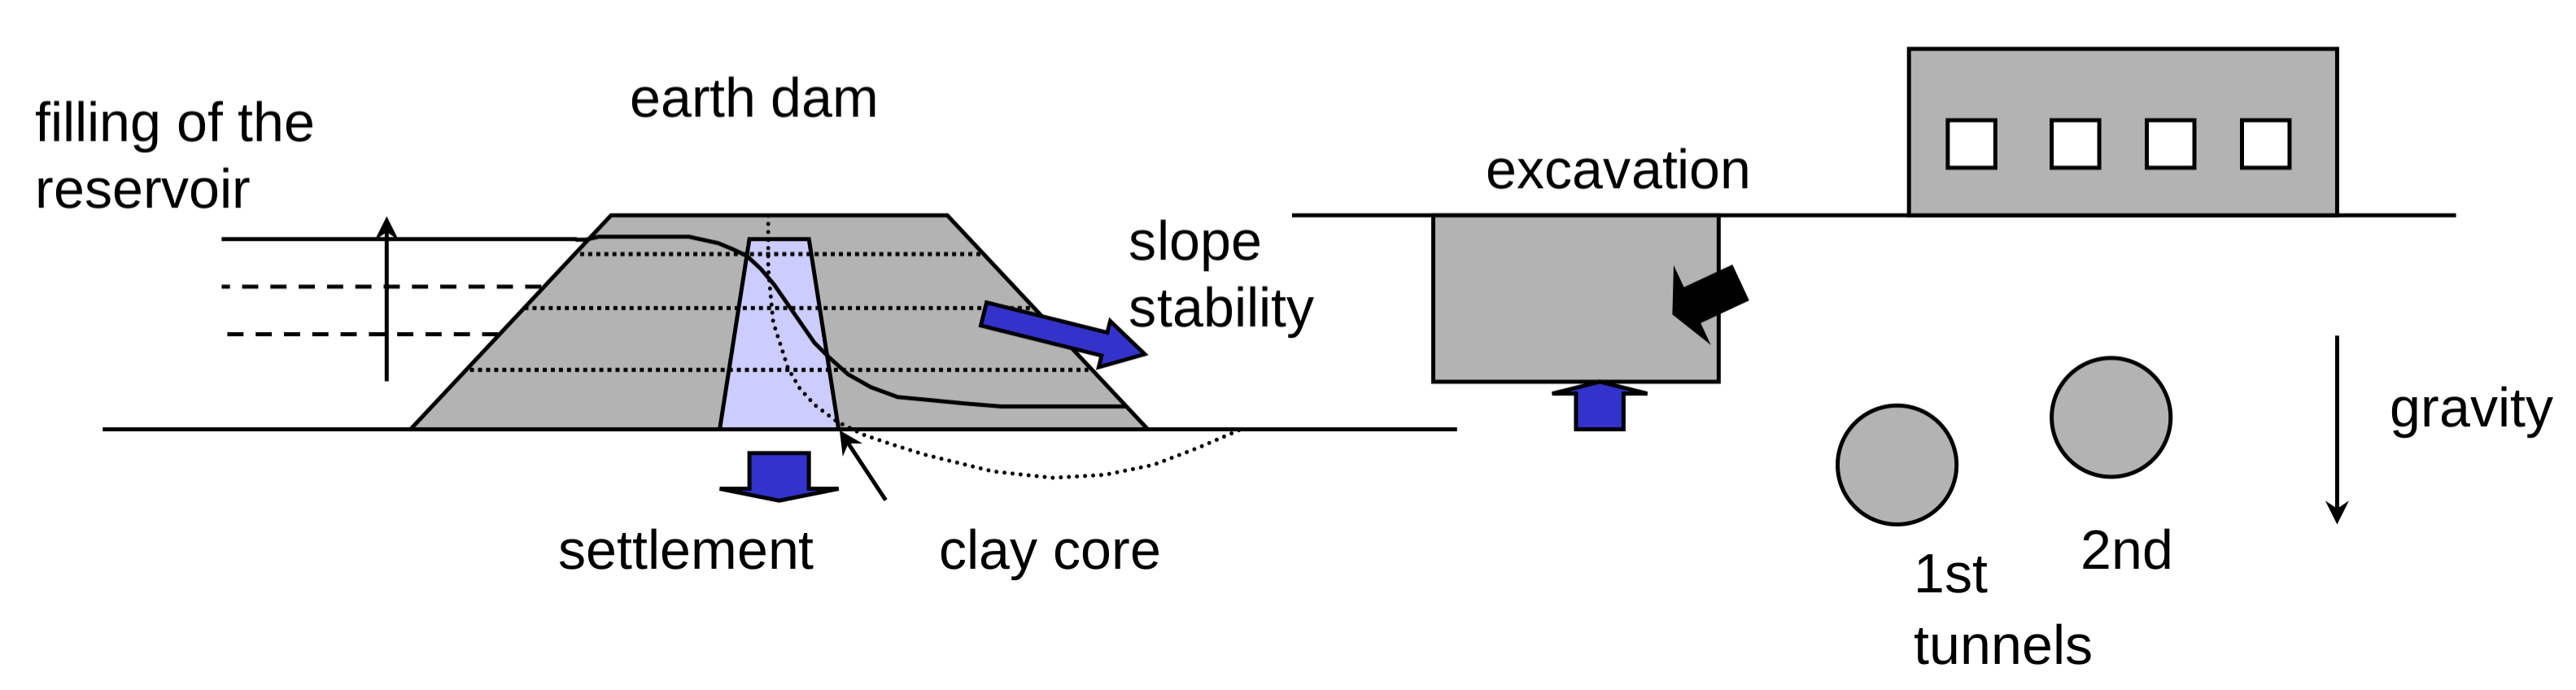 filling of the
reservoir
earth dam
slope
stability
settlement
clay core
excavation
gravity
1st
2nd
tunnels